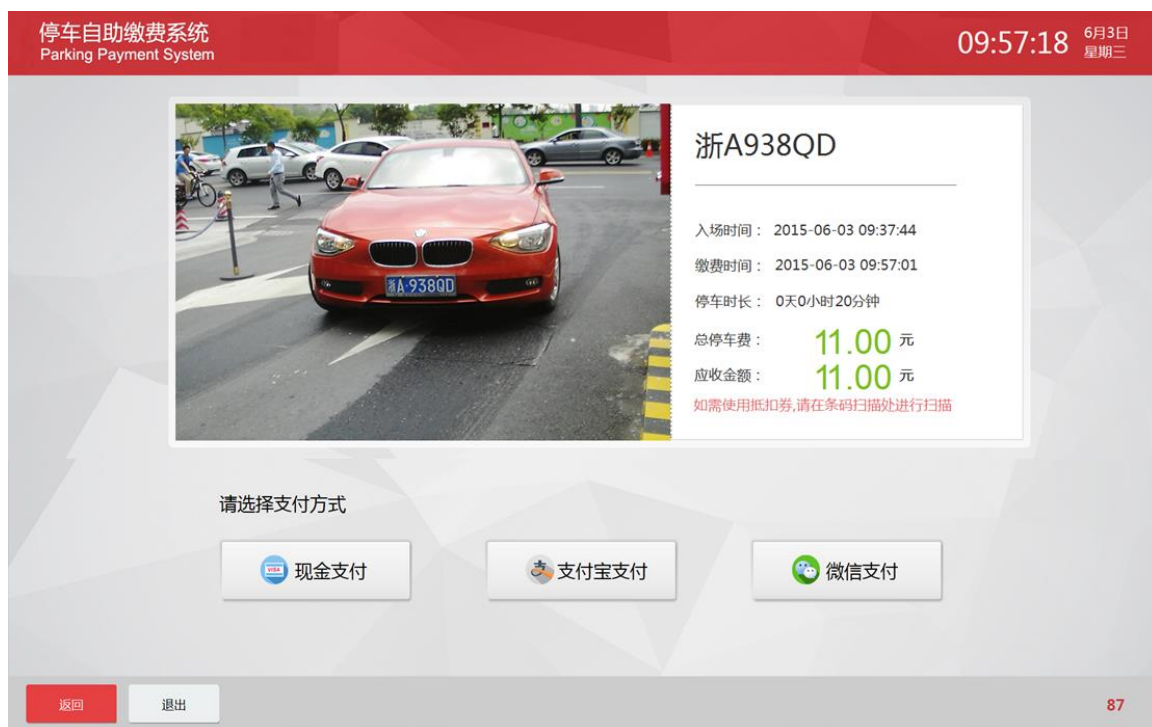 停车自助缴费系统
Parking Payment System
09:57:18
6月3日
星期三
浙A938QD
浙A·938QD
入场时间： 2015-06-03 09:37:44
缴费时间： 2015-06-03 09:57:01
停车时长： 0天0小时20分钟
总停车费： 11.00 元
应收金额： 11.00 元
如需使用抵扣券,请在条码扫描处进行扫描
请选择支付方式
VISA 现金支付
支 支付宝支付
微信支付
返回
退出
87